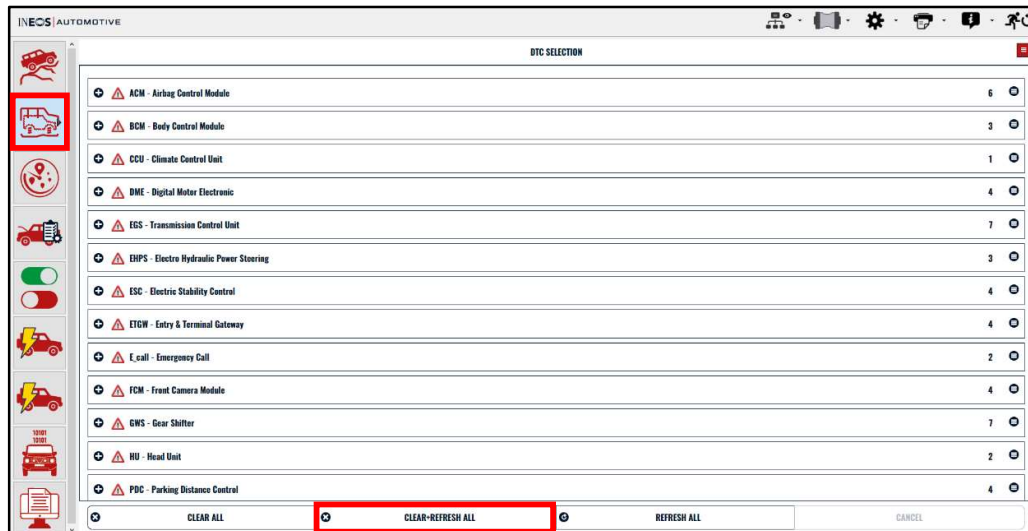 INEOS | AUTOMOTIVE
DTC SELECTION
ACM - Airbag Control Module 6
BCM - Body Control Module 3
CCU - Climate Control Unit 1
DME - Digital Motor Electronic 4
EGS - Transmission Control Unit 7
EHPS - Electro Hydraulic Power Steering 3
ESC - Electric Stability Control 4
ETGW - Entry & Terminal Gateway 4
E_call - Emergency Call 2
FCM - Front Camera Module 4
GWS - Gear Shifter 7
10101
10101
HU - Head Unit 2
PDC - Parking Distance Control 4
CLEAR ALL CLEAR+REFRESH ALL REFRESH ALL CANCEL